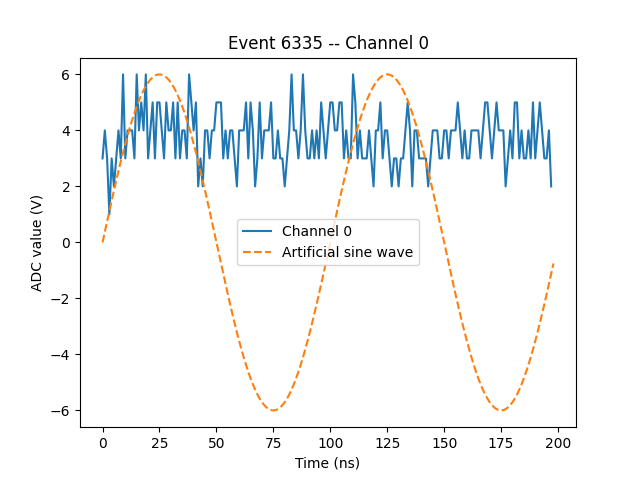 Event 6335 -- Channel 0
ADC value (V)
6
4
2
0
−2
−4
−6
Channel 0
Artificial sine wave
0 25 50 75 100 125 150 175 200
Time (ns)